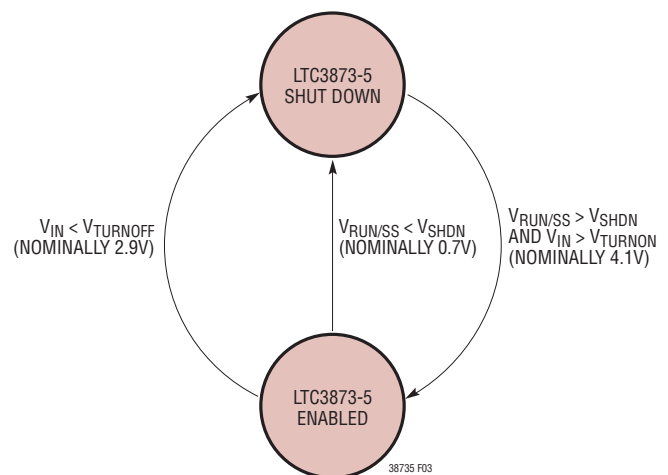 LTC3873-5
SHUT DOWN
VIN < VTURNOFF
(NOMINALLY 2.9V)
VRUN/SS < VSHDN
(NOMINALLY 0.7V)
VRUN/SS > VSHDN
AND VIN > VTURNON
(NOMINALLY 4.1V)
LTC3873-5
ENABLED
38735 F03